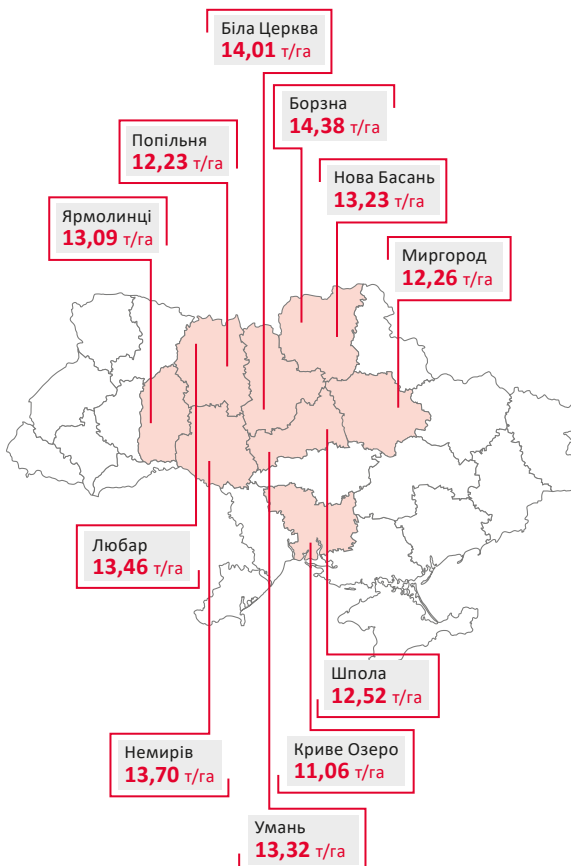 Біла Церква
14,01 т/га
Борзна
14,38 т/га
Попільня
12,23 т/га
Нова Басань
13,23 т/га
Ярмолинці
13,09 т/га
Миргород
12,26 т/га
Любар
13,46 т/га
Шпола
12,52 т/га
Немирів
13,70 т/га
Криве Озеро
11,06 т/га
Умань
13,32 т/га